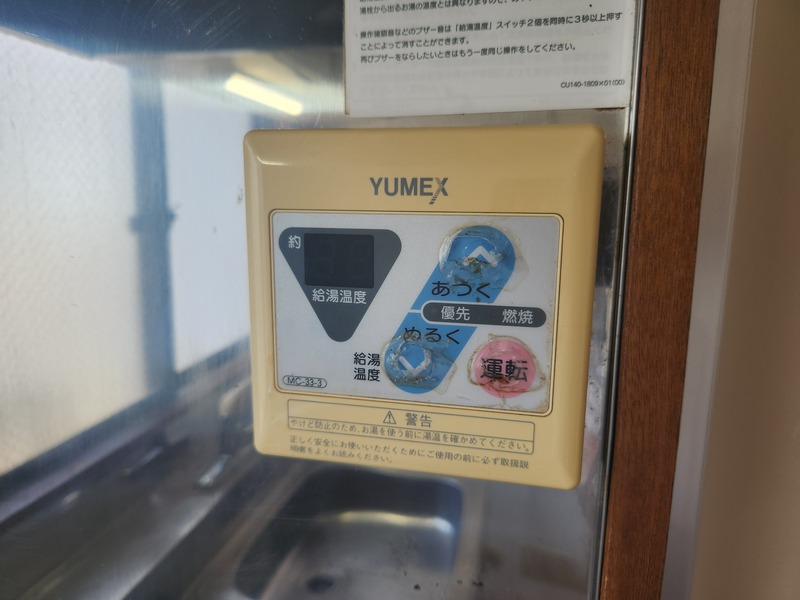 湯栓から出るお湯の温度とは異なりますので、
・操作確認音などのブザー音は「給湯温度」スイッチ2個を同時に3秒以上押す
ことによって消すことができます。
再びブザーをならしたいときはもう一度同じ操作をしてください。
CU140-1809×01(00)
YUMEX
約
給湯温度
あつく
優先 燃焼
ぬるく
給湯
温度
運転
MC-33-3
⚠ 警告
やけど防止のため、お湯を使う前に湯温を確かめてください。
正しく安全にお使いいただくためにご使用の前に必ず取扱説
明書をよくお読みください。